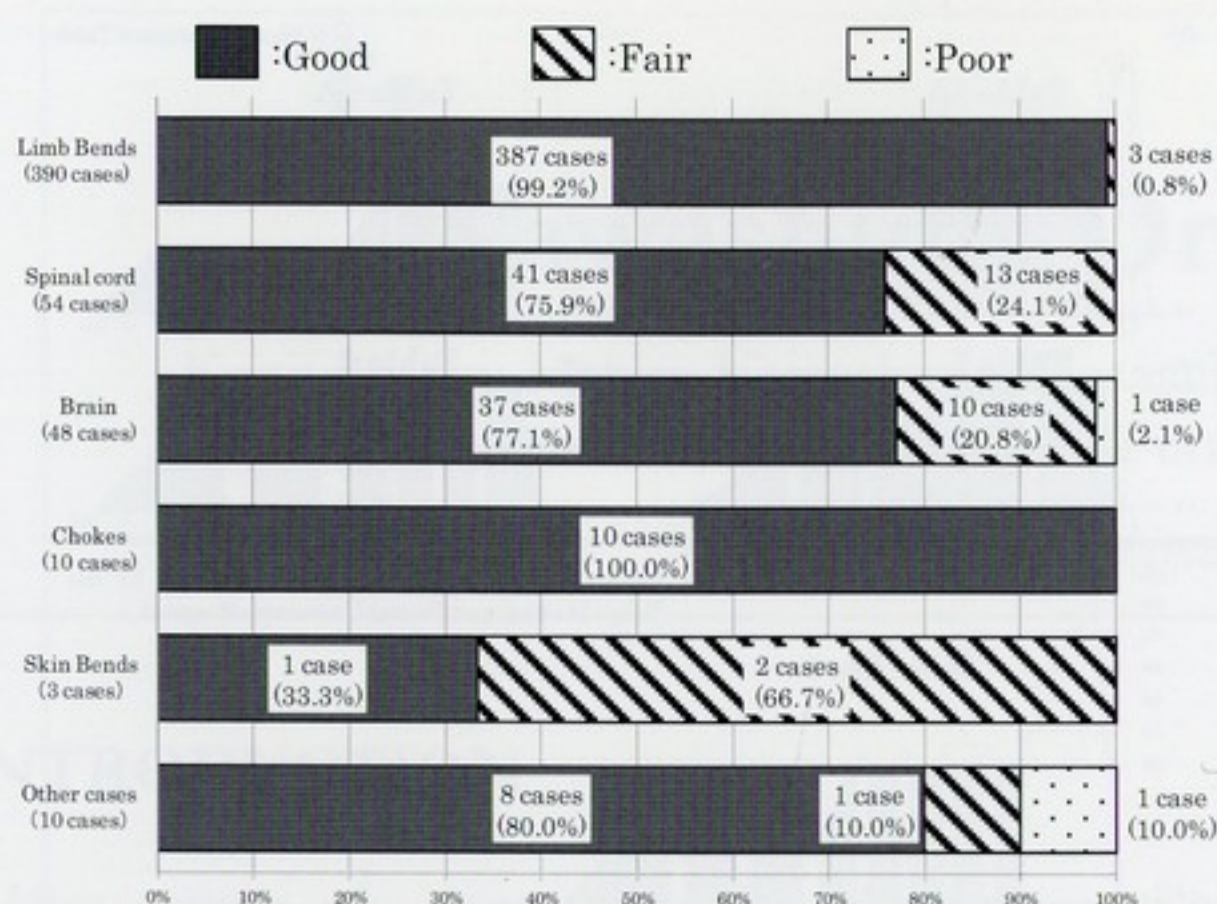 :Good :Fair :Poor
Limb Bends
(390 cases)
387 cases
(99.2%)
3 cases
(0.8%)
Spinal cord
(54 cases)
41 cases
(75.9%)
13 cases
(24.1%)
Brain
(48 cases)
37 cases
(77.1%)
10 cases
(20.8%)
1 case
(2.1%)
Chokes
(10 cases)
10 cases
(100.0%)
Skin Bends
(3 cases)
1 case
(33.3%)
2 cases
(66.7%)
Other cases
(10 cases)
8 cases
(80.0%)
1 case
(10.0%)
1 case
(10.0%)
0% 10% 20% 30% 40% 50% 60% 70% 80% 90% 100%